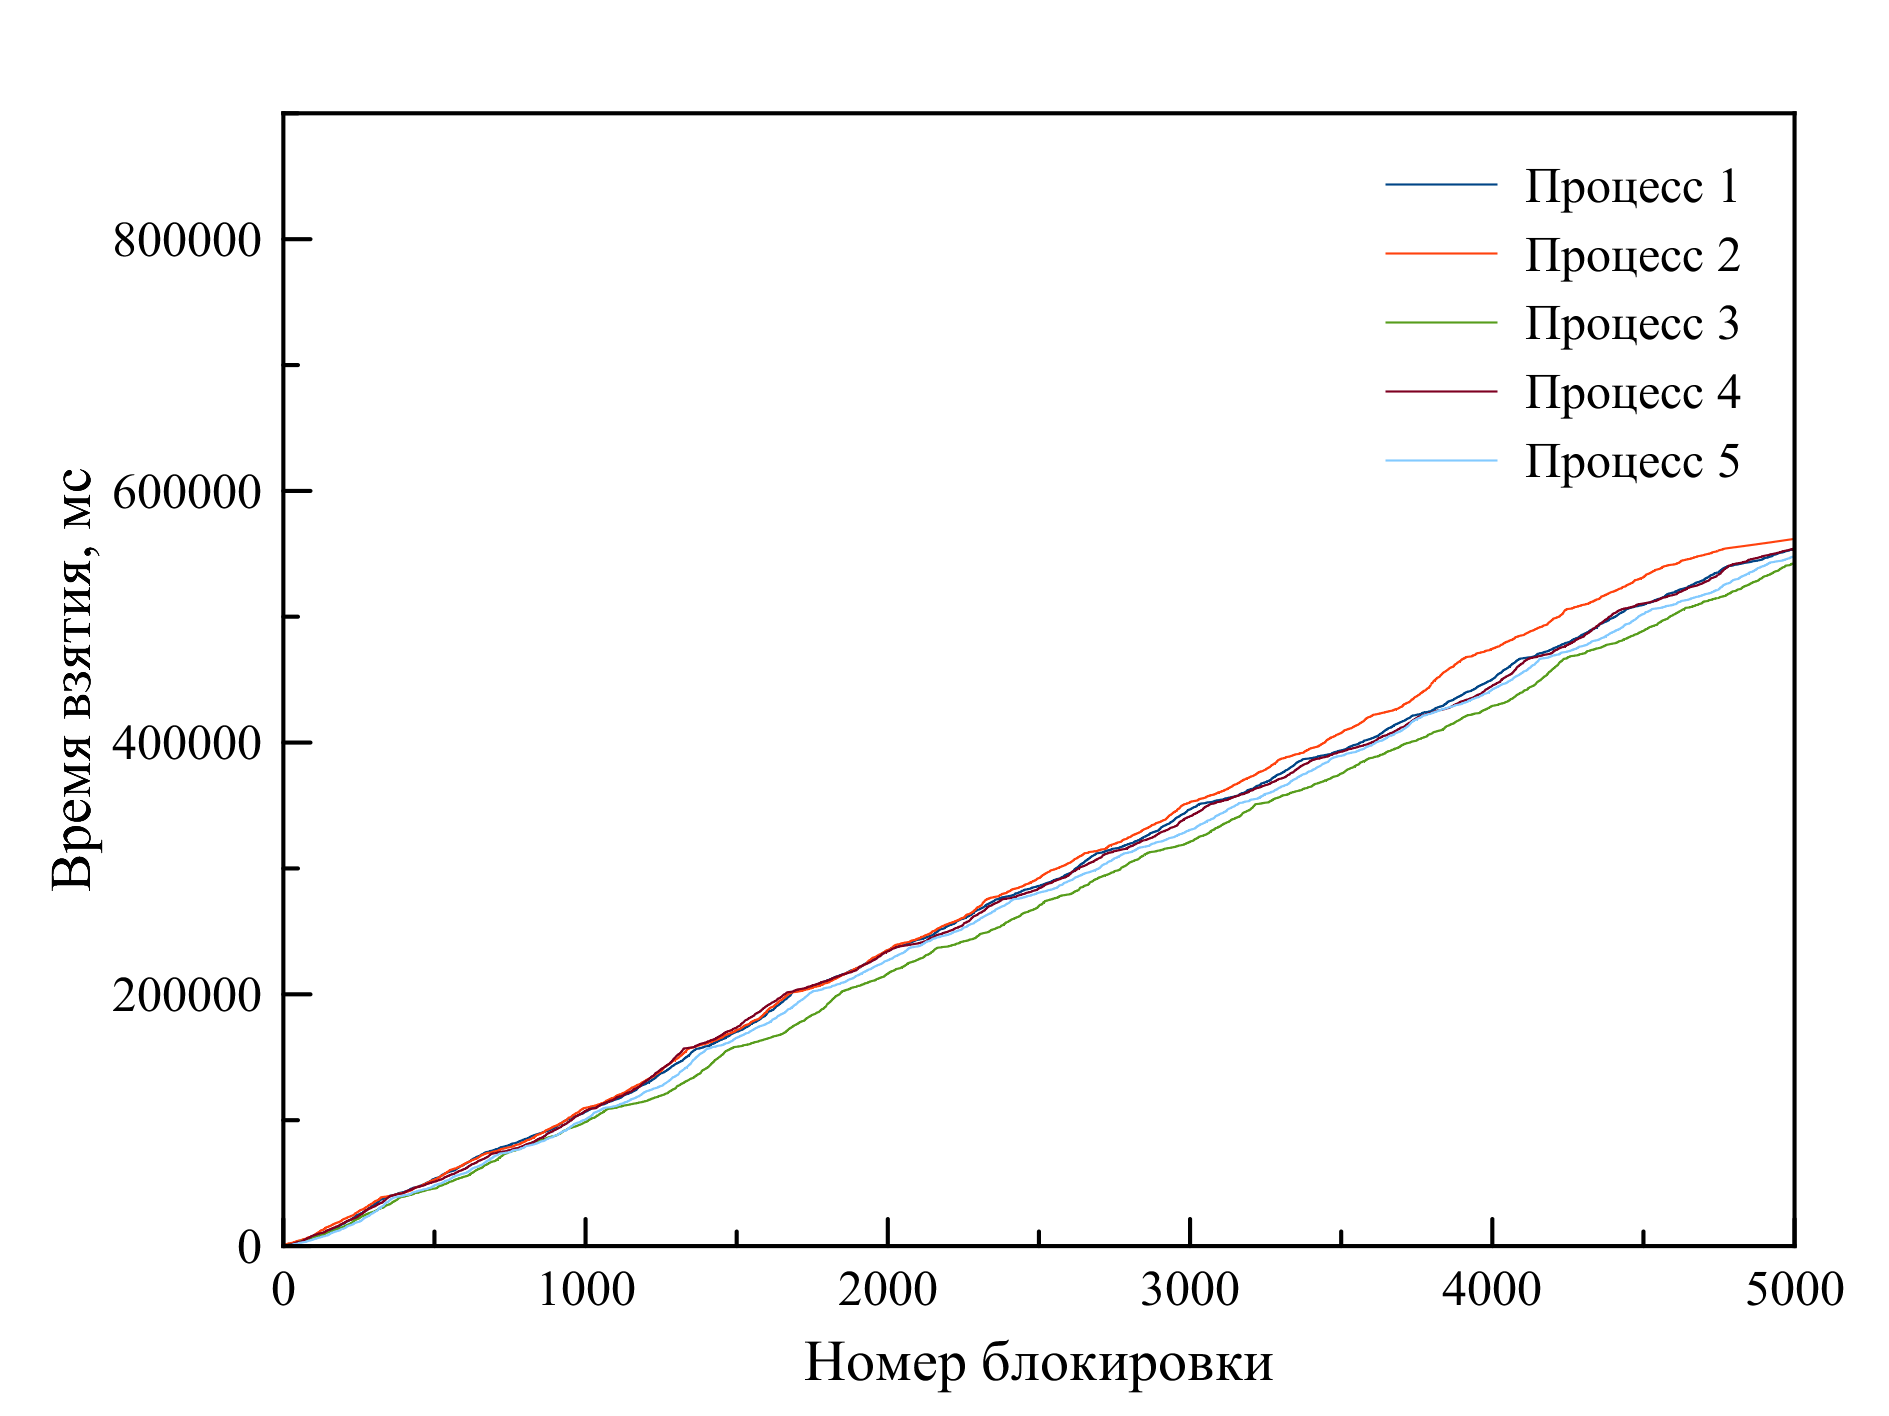 Процесс 1
Процесс 2
Процесс 3
Процесс 4
Процесс 5
800000
600000
400000
200000
0
Время взятия, мс
0 1000 2000 3000 4000 5000
Номер блокировки